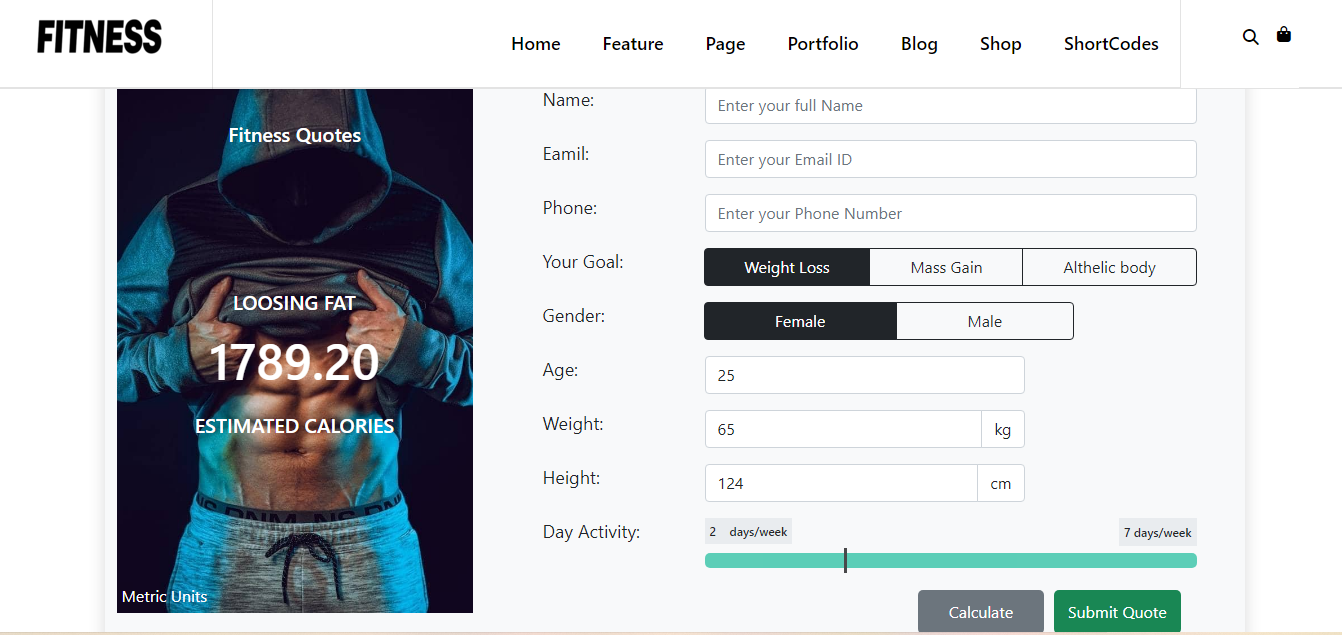 FITNESS
Home Feature Page Portfolio Blog Shop ShortCodes
Fitness Quotes
LOOSING FAT
1789.20
ESTIMATED CALORIES
Metric Units
Name: Enter your full Name
Eamil: Enter your Email ID
Phone: Enter your Phone Number
Your Goal: Weight Loss Mass Gain Althelic body
Gender: Female Male
Age: 25
Weight: 65 kg
Height: 124 cm
Day Activity: 2 days/week 7 days/week
Calculate Submit Quote